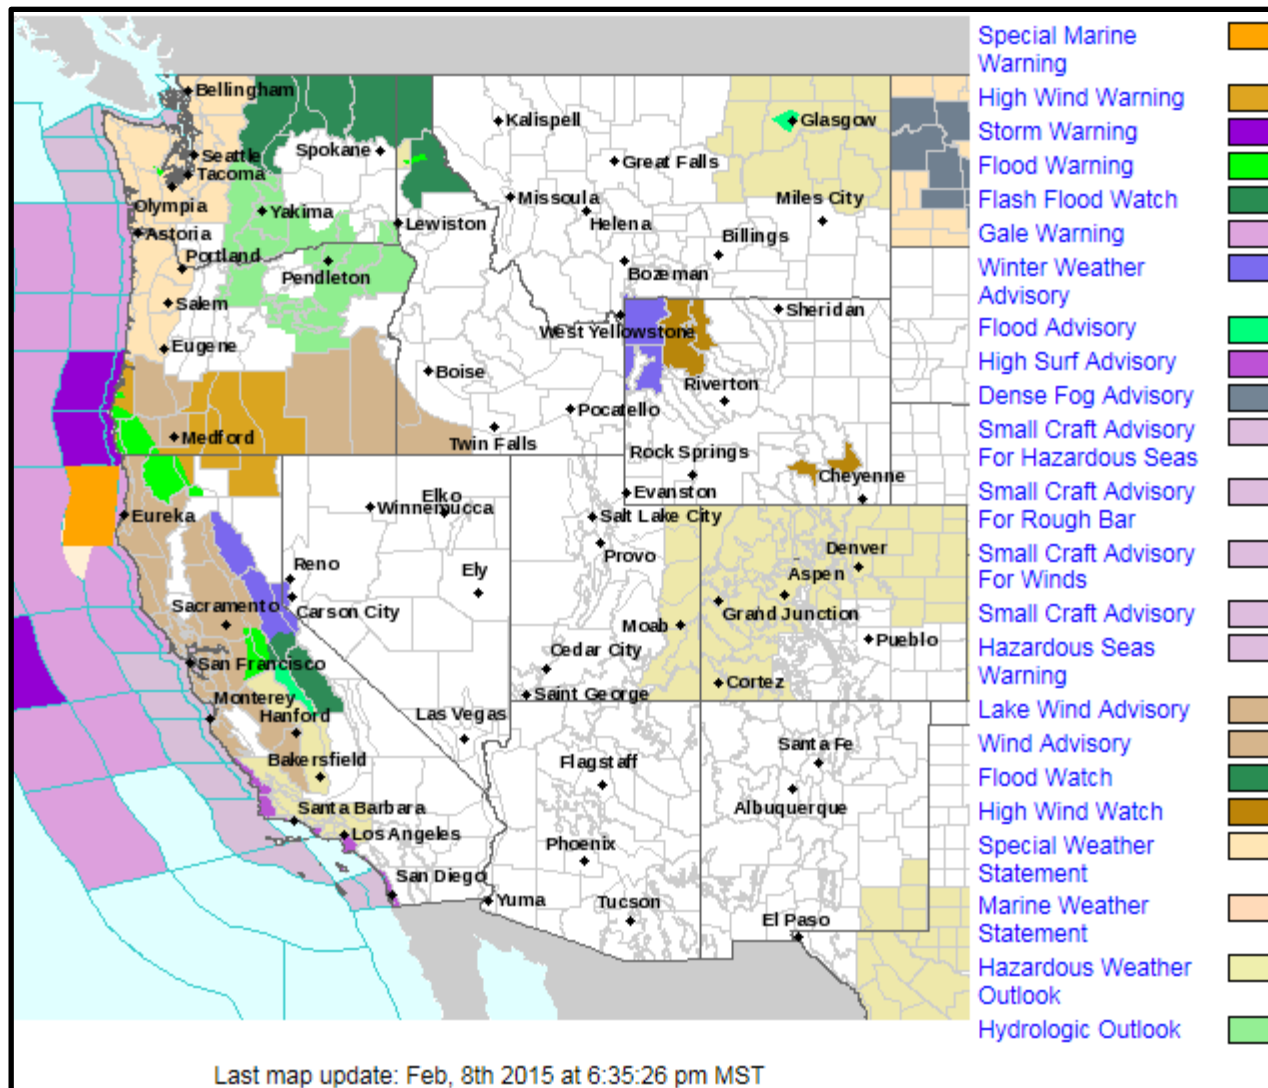 Bellingham
Seattle
Tacoma
Olympia
Astoria
Portland
Salem
Eugene
Medford
Spokane
Yakima
Pendleton
Lewiston
Kalispell
Great Falls
Missoula
Helena
Bozeman
Billings
Glasgow
Miles City
West Yellowstone
Sheridan
Riverton
Boise
Pocatello
Twin Falls
Rock Springs
Cheyenne
Evanston
Eureka
Elko
Winnemucca
Salt Lake City
Provo
Reno
Ely
Sacramento
Carson City
Denver
Aspen
Grand Junction
Moab
Pueblo
San Francisco
Cedar City
Monterey
Saint George
Cortez
Hanford
Las Vegas
Bakersfield
Flagstaff
Santa Fe
Albuquerque
Santa Barbara
Los Angeles
Phoenix
San Diego
Yuma
Tucson
El Paso
Special Marine
Warning
High Wind Warning
Storm Warning
Flood Warning
Flash Flood Watch
Gale Warning
Winter Weather
Advisory
Flood Advisory
High Surf Advisory
Dense Fog Advisory
Small Craft Advisory
For Hazardous Seas
Small Craft Advisory
For Rough Bar
Small Craft Advisory
For Winds
Small Craft Advisory
Hazardous Seas
Warning
Lake Wind Advisory
Wind Advisory
Flood Watch
High Wind Watch
Special Weather
Statement
Marine Weather
Statement
Hazardous Weather
Outlook
Hydrologic Outlook
Last map update: Feb, 8th 2015 at 6:35:26 pm MST